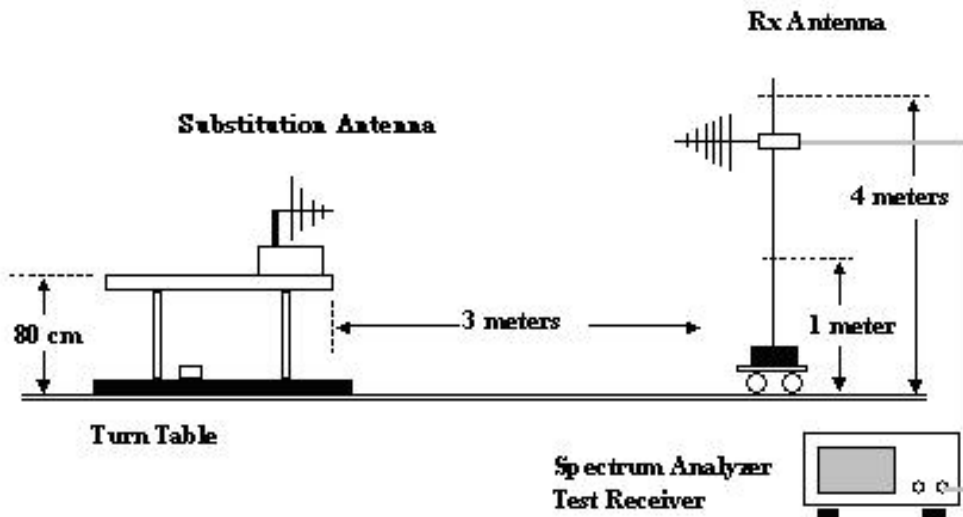 Rx Antenna
Substitution Antenna
4 meters
3 meters
1 meter
80 cm
Turn Table
Spectrum Analyzer
Test Receiver